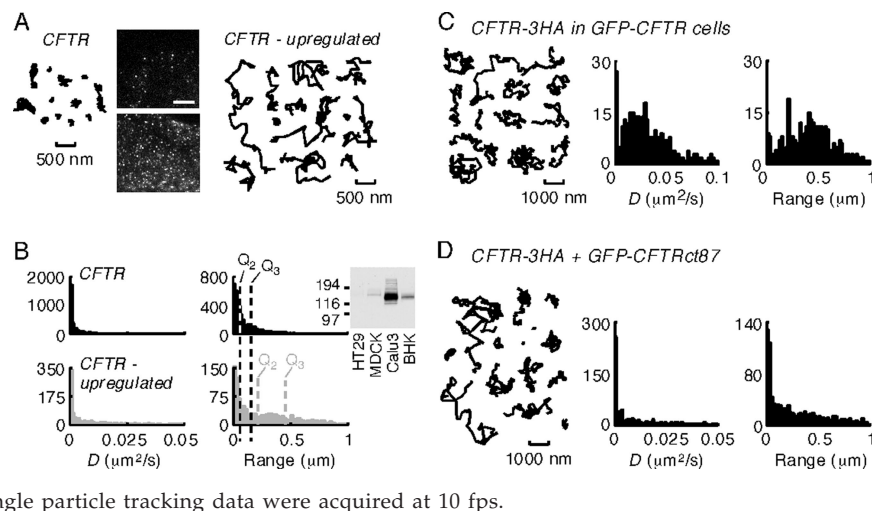 A
CFTR
CFTR - upregulated
500 nm
500 nm
B
CFTR
2000
1000
0
800
400
0
Q2
Q3
194
116
97
HT29
MDCK
Calu3
BHK
CFTR -
upregulated
350
175
0
0 0.025 0.05
D (μm²/s)
150
75
0
Q2
Q3
0 0.5 1
Range (μm)
C
CFTR-3HA in GFP-CFTR cells
1000 nm
30
15
0
0 0.05 0.1
D (μm²/s)
30
15
0
0 0.5 1
Range (μm)
D
CFTR-3HA + GFP-CFTRct87
1000 nm
300
150
0
0 0.025 0.05
D (μm²/s)
140
70
0
0 0.5 1
Range (μm)
ngle particle tracking data were acquired at 10 fps.